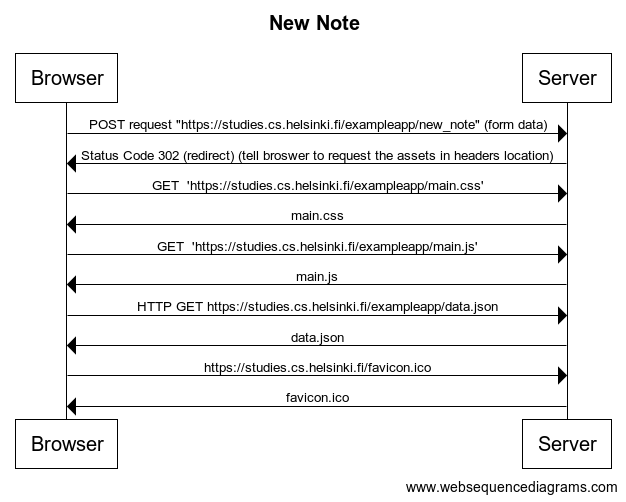 New Note
Browser
Server
POST request "https://studies.cs.helsinki.fi/exampleapp/new_note" (form data)
Status Code 302 (redirect) (tell broswer to request the assets in headers location)
GET  'https://studies.cs.helsinki.fi/exampleapp/main.css'
main.css
GET  'https://studies.cs.helsinki.fi/exampleapp/main.js'
main.js
HTTP GET https://studies.cs.helsinki.fi/exampleapp/data.json
data.json
https://studies.cs.helsinki.fi/favicon.ico
favicon.ico
Browser
Server
www.websequencediagrams.com